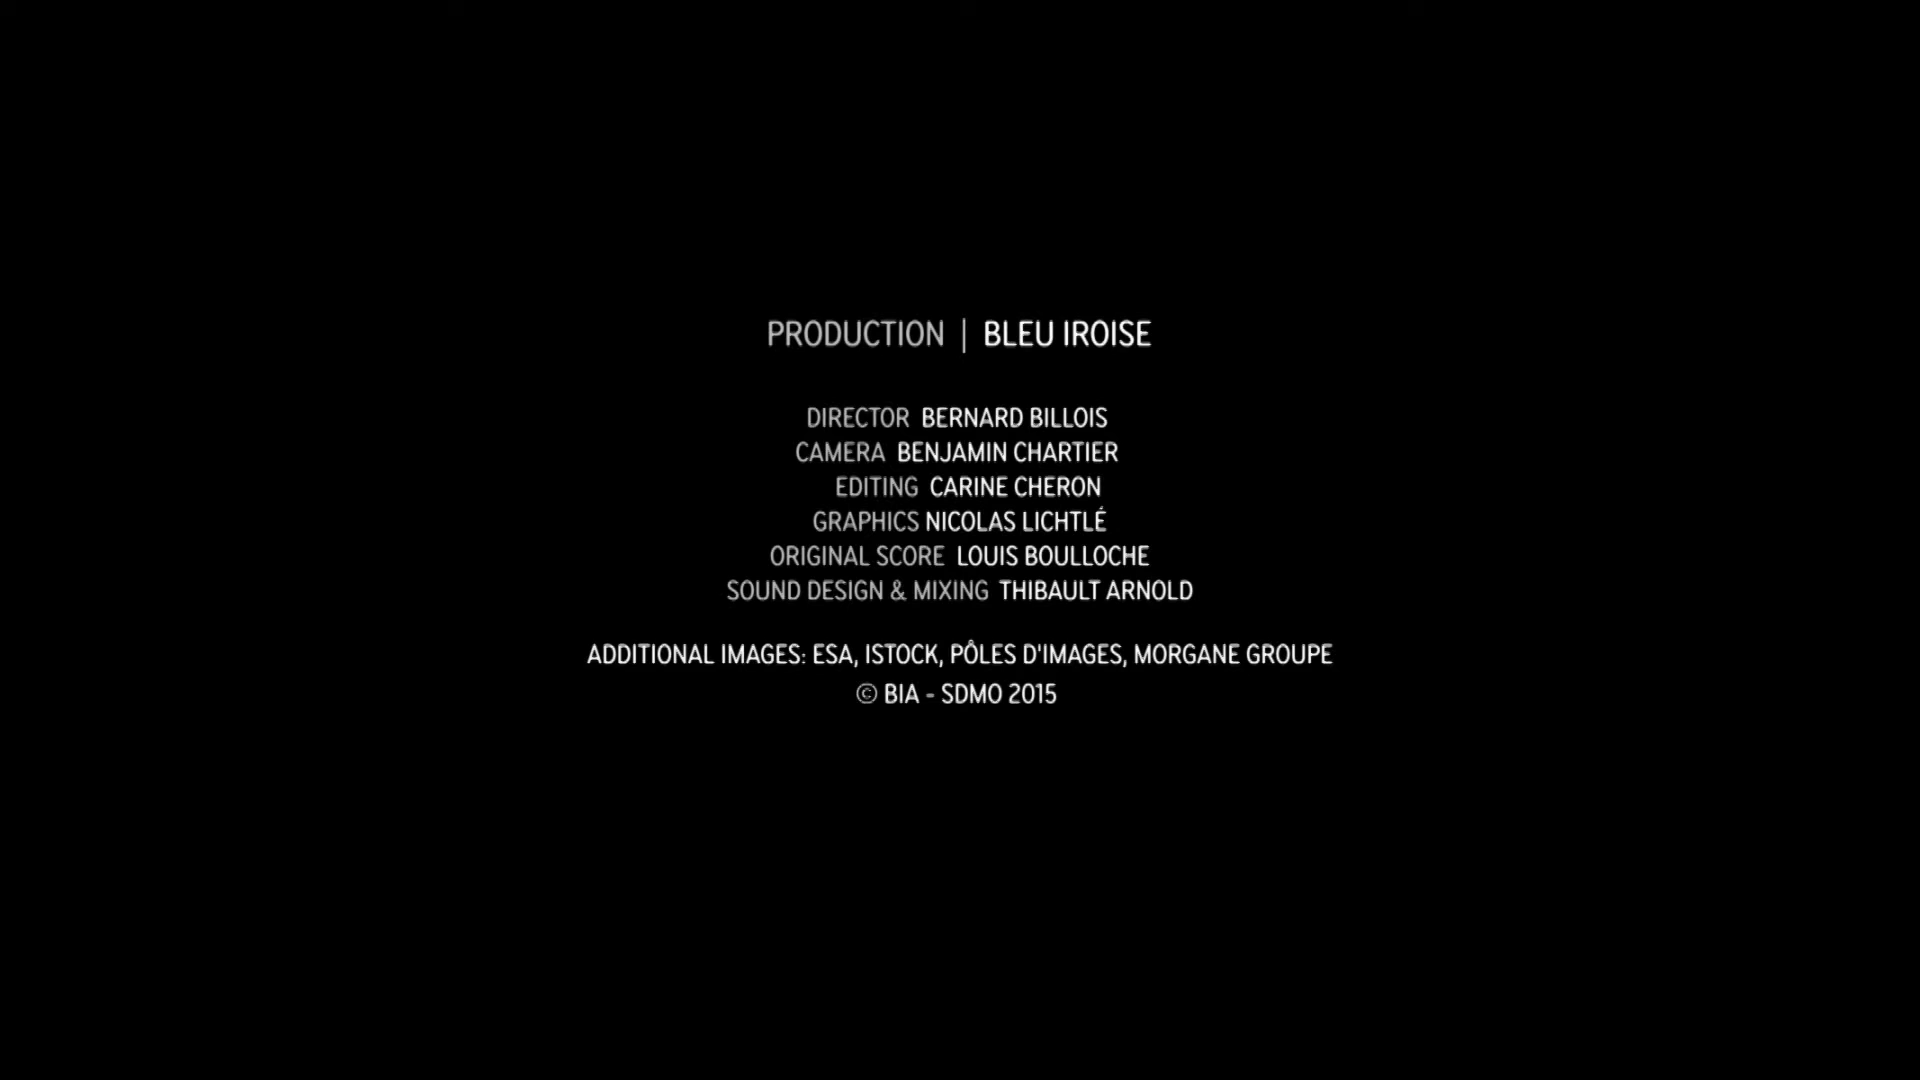 PRODUCTION | BLEU IROISE
DIRECTOR BERNARD BILLOIS
CAMERA BENJAMIN CHARTIER
EDITING CARINE CHERON
GRAPHICS NICOLAS LICHTLÉ
ORIGINAL SCORE LOUIS BOULLOCHE
SOUND DESIGN & MIXING THIBAULT ARNOLD
ADDITIONAL IMAGES: ESA, ISTOCK, PÔLES D'IMAGES, MORGANE GROUPE
© BIA - SDMO 2015